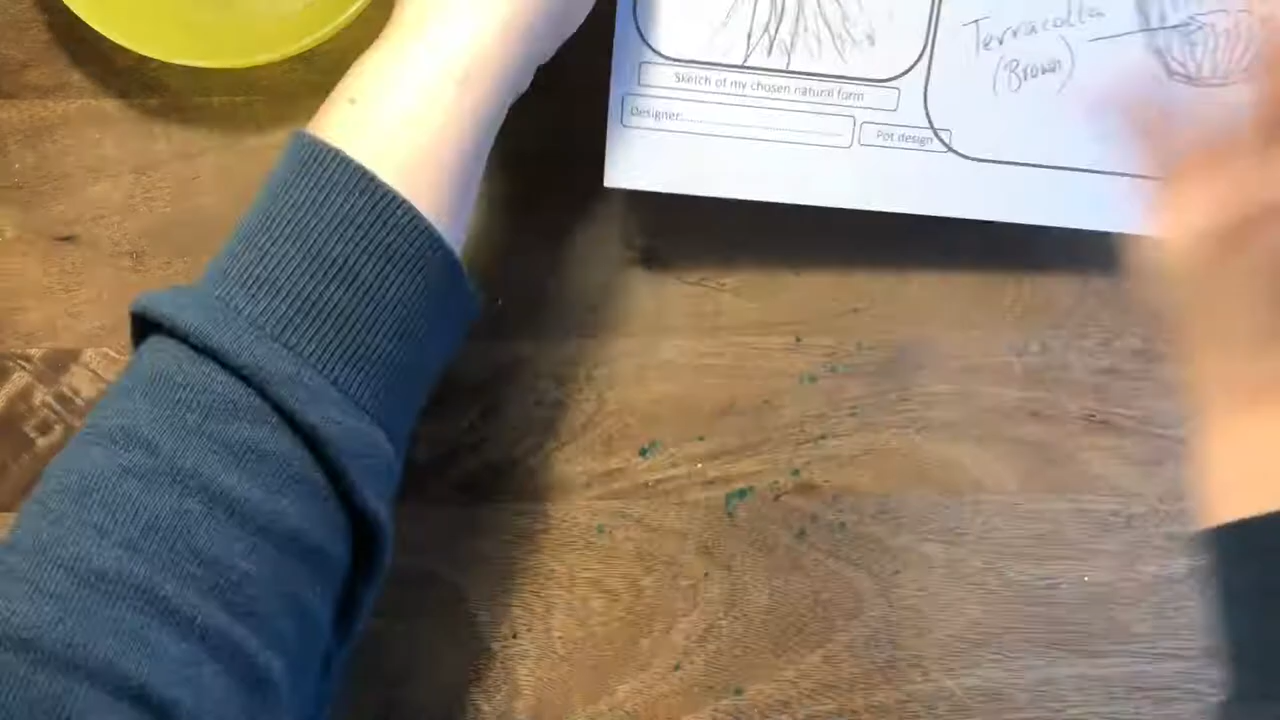 Terracotta
(Brown)
Sketch of my chosen natural form
Designer:
Pot design